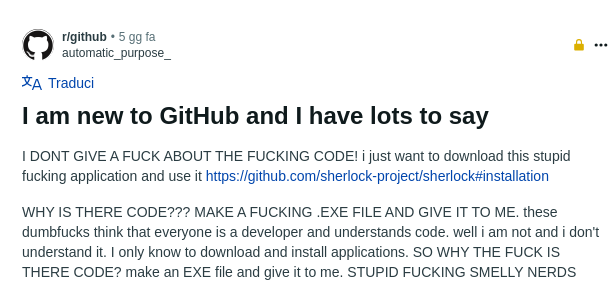 r/github • 5 gg fa
automatic_purpose_
Traduci
I am new to GitHub and I have lots to say
I DONT GIVE A FUCK ABOUT THE FUCKING CODE! i just want to download this stupid
fucking application and use it https://github.com/sherlock-project/sherlock#installation
WHY IS THERE CODE??? MAKE A FUCKING .EXE FILE AND GIVE IT TO ME. these
dumbfucks think that everyone is a developer and understands code. well i am not and i don't
understand it. I only know to download and install applications. SO WHY THE FUCK IS
THERE CODE? make an EXE file and give it to me. STUPID FUCKING SMELLY NERDS